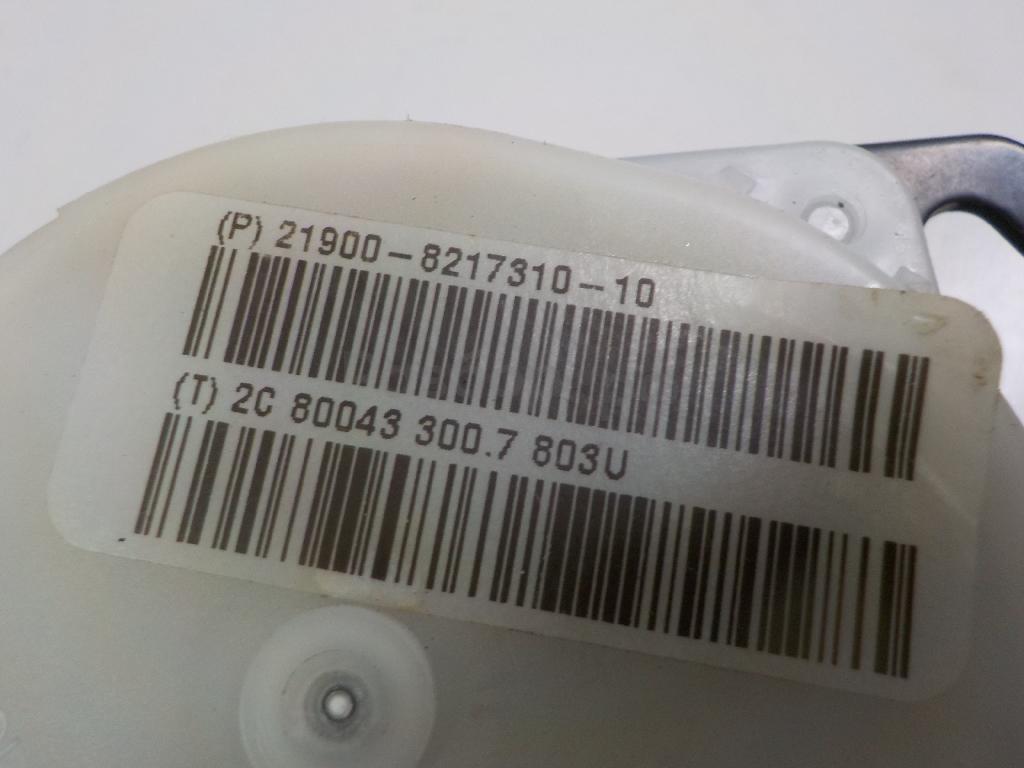 (P) 21900-8217310-10
(T) 2C 80043 300.7 803U